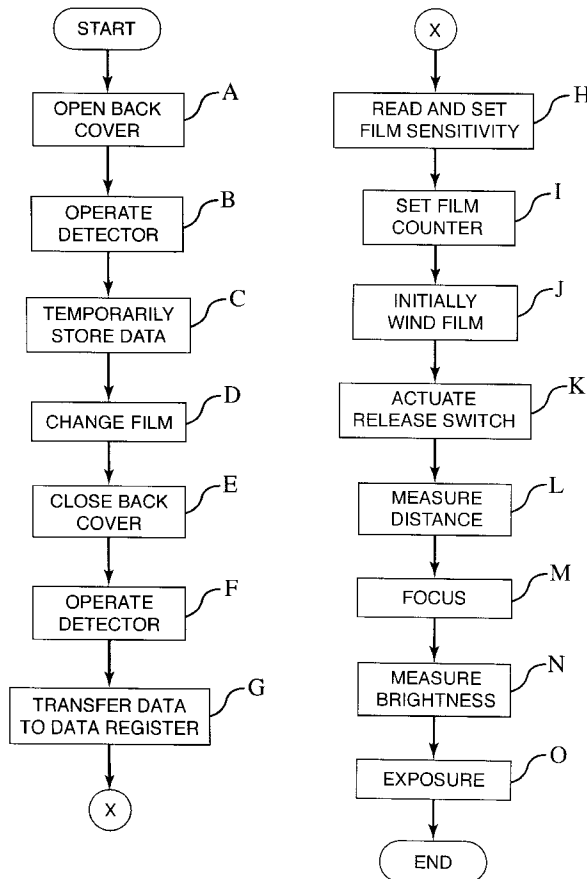 START
A
OPEN BACK
COVER
B
OPERATE
DETECTOR
C
TEMPORARILY
STORE DATA
D
CHANGE FILM
E
CLOSE BACK
COVER
F
OPERATE
DETECTOR
G
TRANSFER DATA
TO DATA REGISTER
X
X
H
READ AND SET
FILM SENSITIVITY
I
SET FILM
COUNTER
J
INITIALLY
WIND FILM
K
ACTUATE
RELEASE SWITCH
L
MEASURE
DISTANCE
M
FOCUS
N
MEASURE
BRIGHTNESS
O
EXPOSURE
END